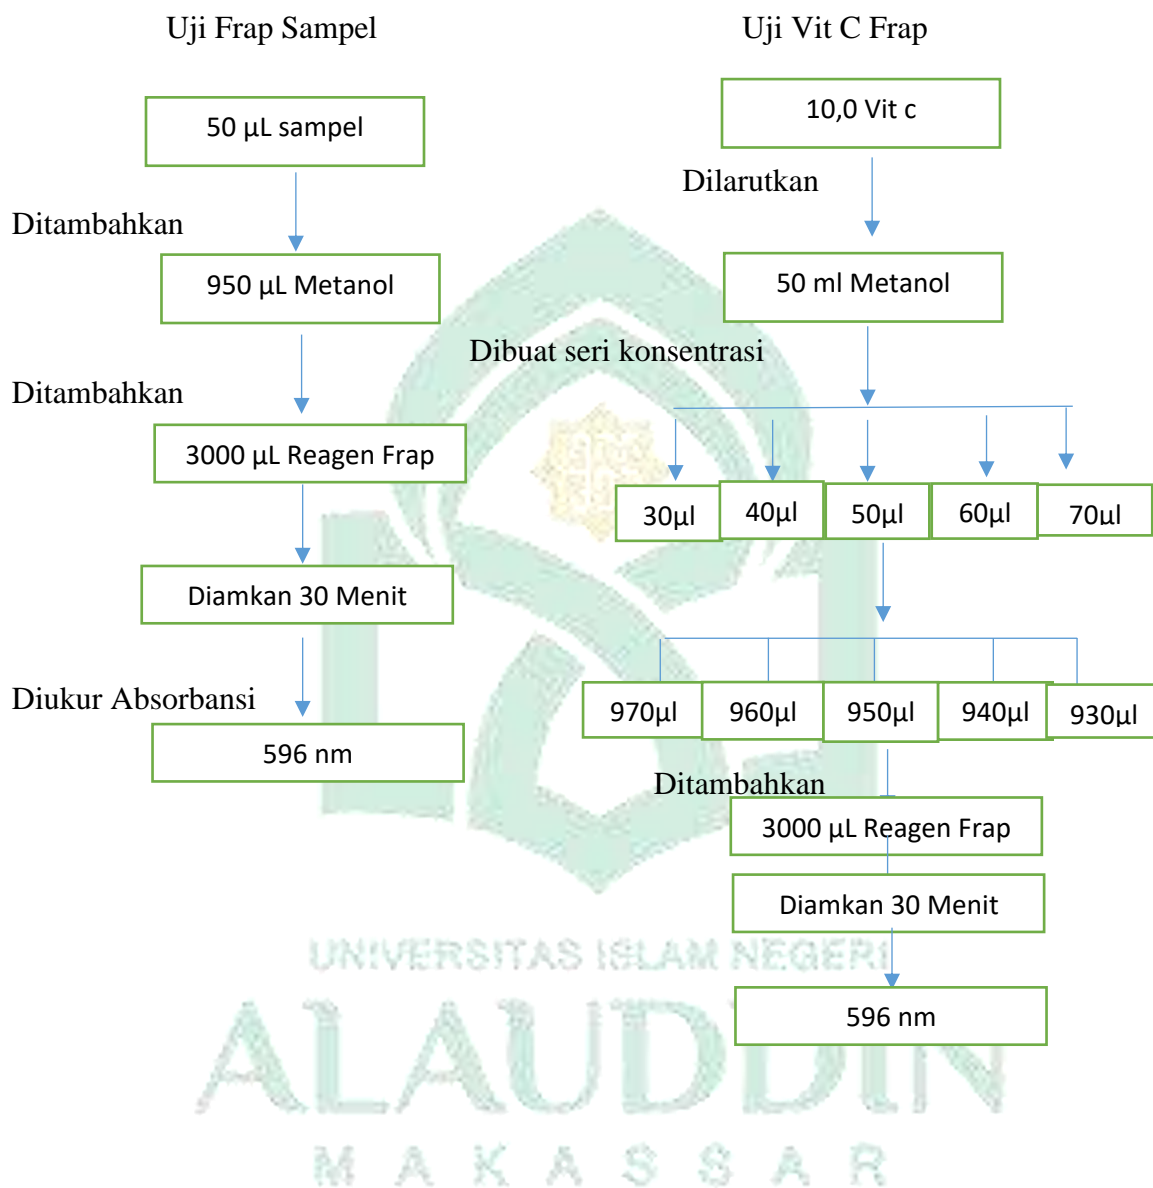 Uji Frap Sampel
50 µL sampel
Ditambahkan
950 µL Metanol
Ditambahkan
3000 µL Reagen Frap
Diamkan 30 Menit
Diukur Absorbansi
596 nm
Uji Vit C Frap
10,0 Vit c
Dilarutkan
50 ml Metanol
Dibuat seri konsentrasi
30µl 40µl 50µl 60µl 70µl
970µl 960µl 950µl 940µl 930µl
Ditambahkan
3000 µL Reagen Frap
Diamkan 30 Menit
596 nm
UNIVERSITAS ISLAM NEGERI
ALAUDDIN
MAKASSAR